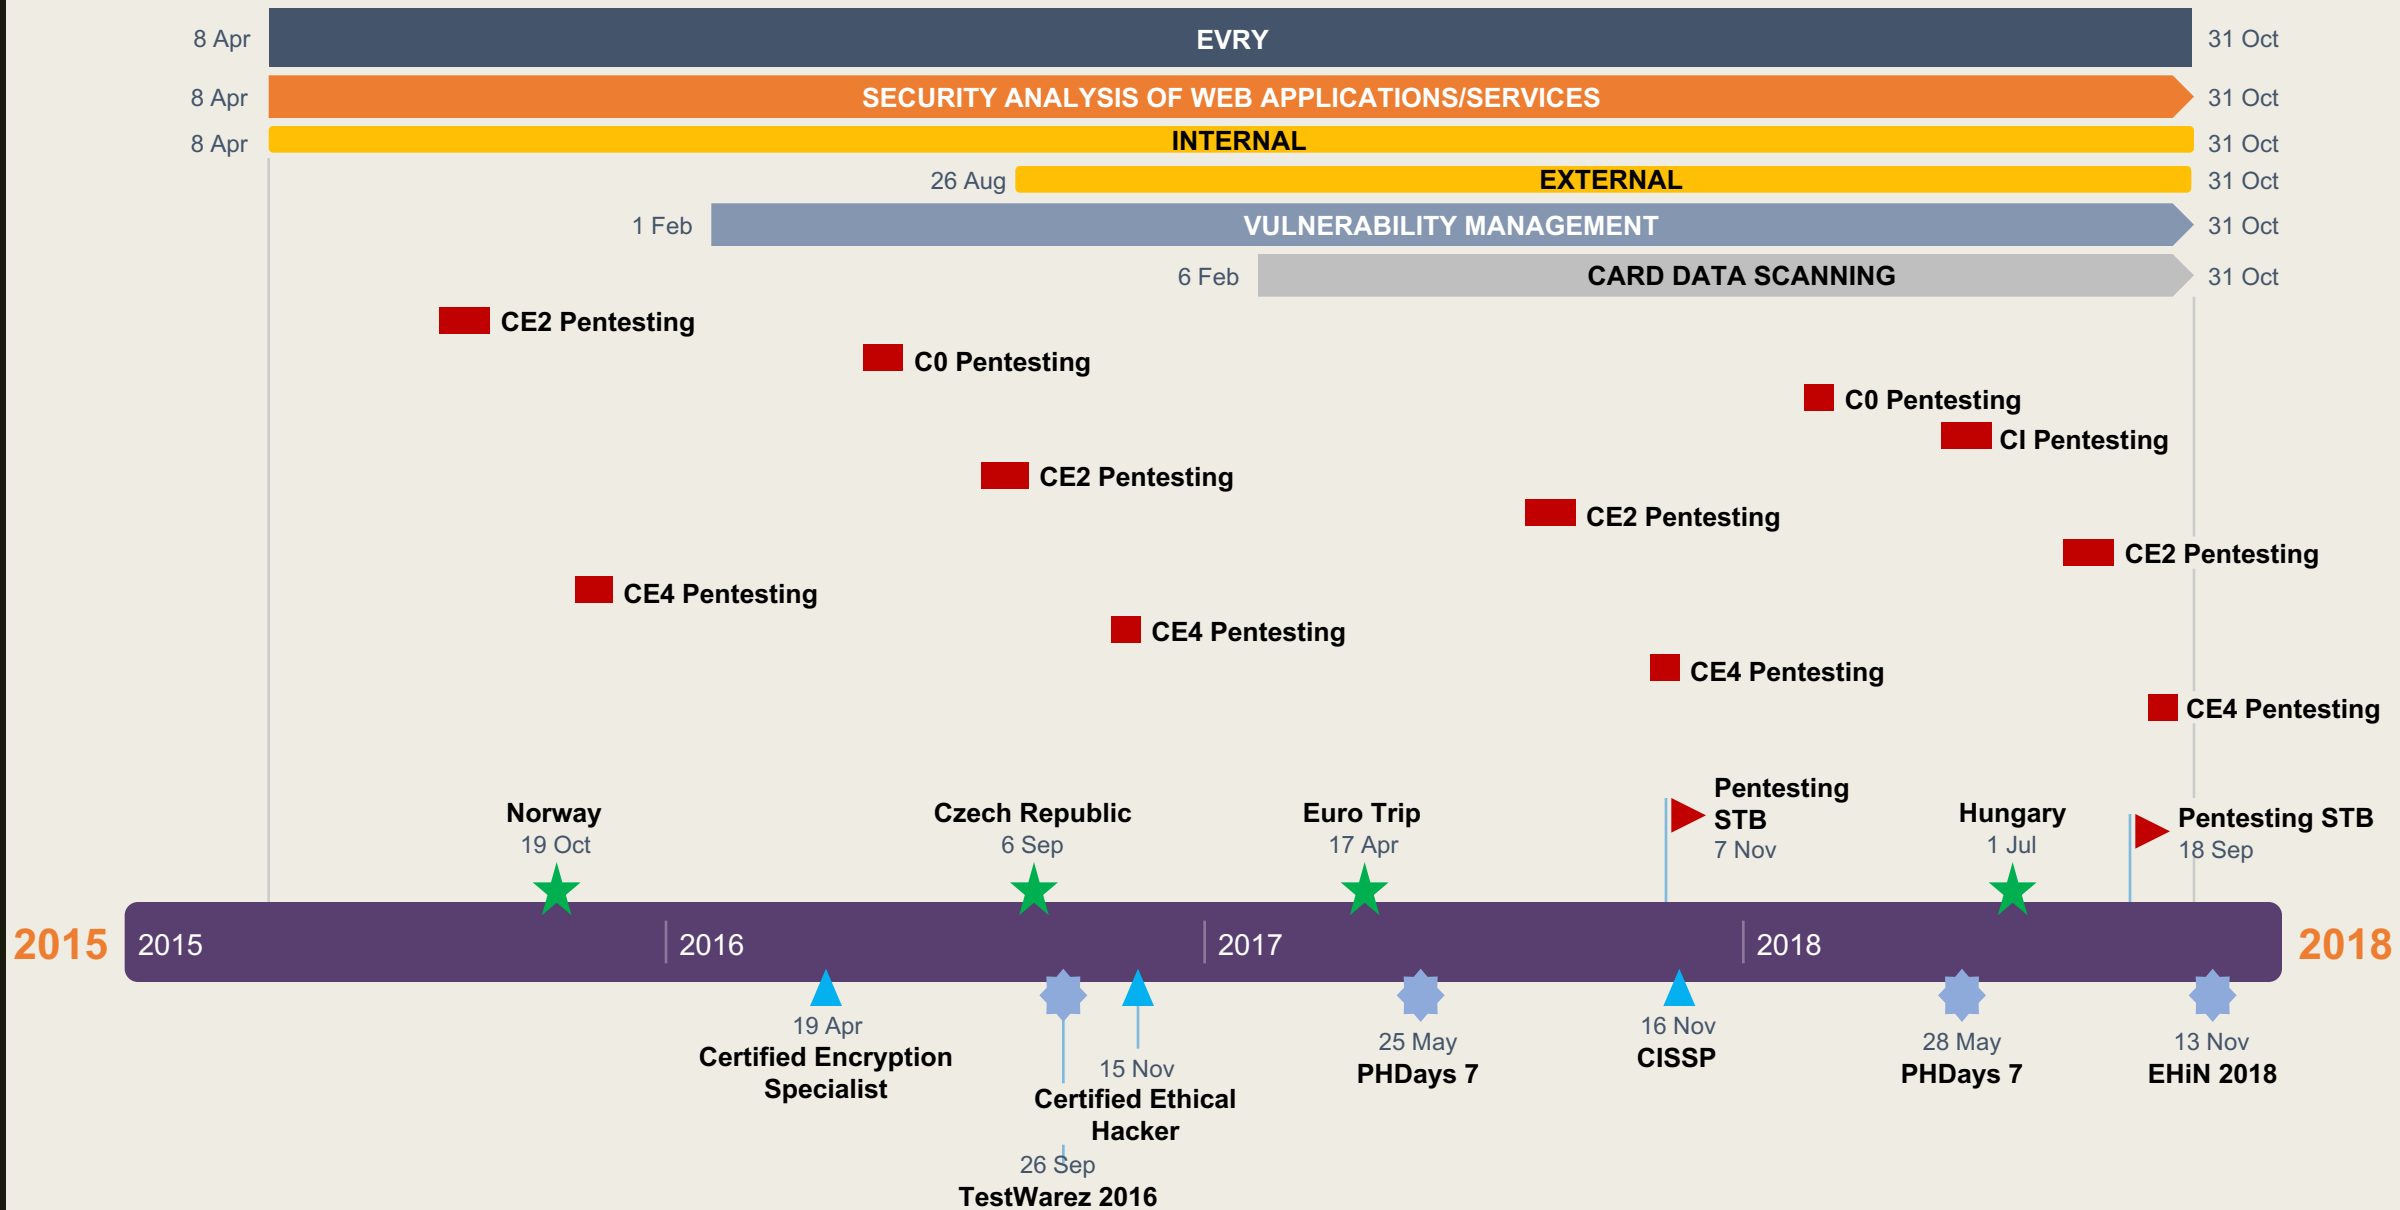 8 Apr EVRY 31 Oct
8 Apr SECURITY ANALYSIS OF WEB APPLICATIONS/SERVICES 31 Oct
8 Apr INTERNAL 31 Oct
26 Aug EXTERNAL 31 Oct
1 Feb VULNERABILITY MANAGEMENT 31 Oct
6 Feb CARD DATA SCANNING 31 Oct
CE2 Pentesting
C0 Pentesting
C0 Pentesting
CI Pentesting
CE2 Pentesting
CE2 Pentesting
CE2 Pentesting
CE4 Pentesting
CE4 Pentesting
CE4 Pentesting
CE4 Pentesting
Norway
19 Oct
Czech Republic
6 Sep
Euro Trip
17 Apr
Pentesting
STB
7 Nov
Hungary
1 Jul
Pentesting STB
18 Sep
2015 2015 2016 2017 2018 2018
19 Apr
Certified Encryption
Specialist
15 Nov
Certified Ethical
Hacker
26 Sep
TestWarez 2016
25 May
PHDays 7
16 Nov
CISSP
28 May
PHDays 7
13 Nov
EHiN 2018